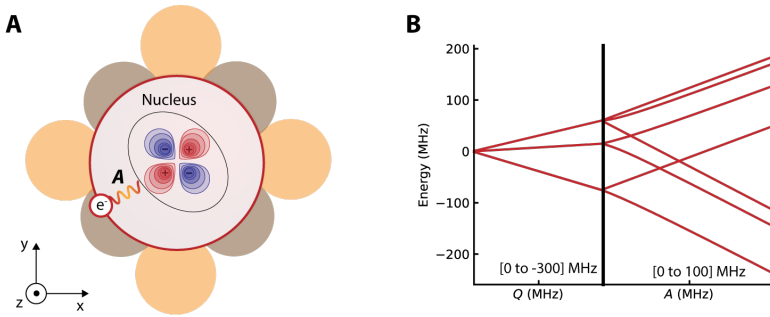 A
Nucleus
−
+
+
−
A
e-
y
z
x
B
Energy (MHz)
200
100
0
−100
−200
[0 to -300] MHz
[0 to 100] MHz
Q (MHz)
A (MHz)